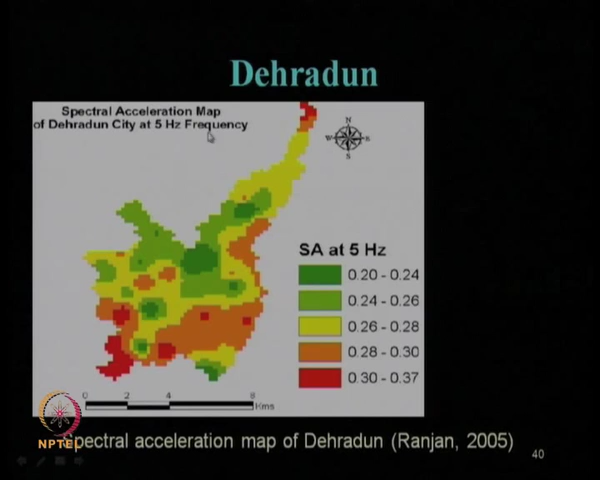 Dehradun
Spectral Acceleration Map
of Dehradun City at 5 Hz Frequency
N
W E
S
SA at 5 Hz
0.20 - 0.24
0.24 - 0.26
0.26 - 0.28
0.28 - 0.30
0.30 - 0.37
0 2 4 8
Kms
NPTEL
Spectral acceleration map of Dehradun (Ranjan, 2005)
40